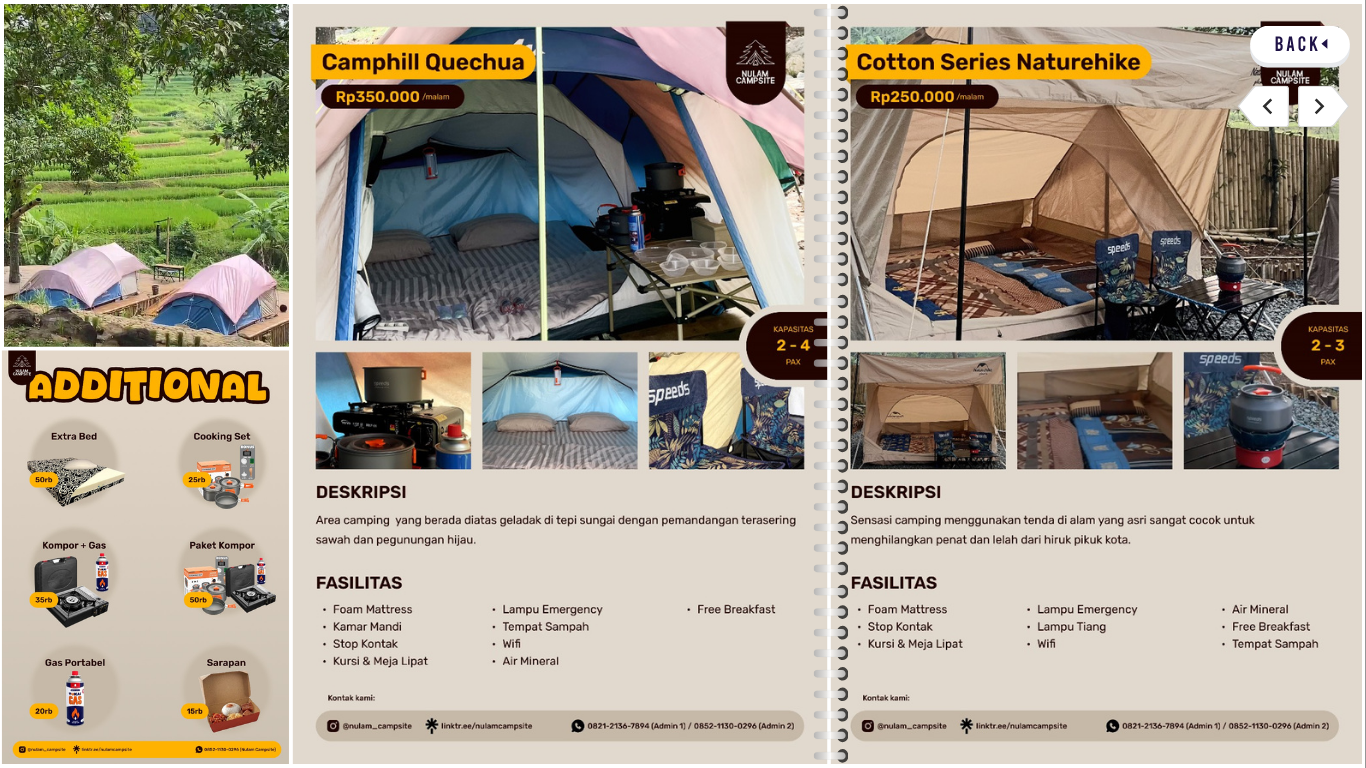 NULAM
CAMPSITE
ADDITIONAL
Extra Bed
50rb
Cooking Set
25rb
Kompor + Gas
35rb
Paket Kompor
50rb
Gas Portabel
20rb
Sarapan
15rb
@nulam_campsite
linktr.ee/nulamcampsite
0852-1130-0296 (Nulam Campsite)
Camphill Quechua
Rp350.000 /malam
NULAM
CAMPSITE
KAPASITAS
2 - 4
PAX
speeds
DESKRIPSI
Area camping yang berada diatas geladak di tepi sungai dengan pemandangan terasering
sawah dan pegunungan hijau.
FASILITAS
• Foam Mattress
• Kamar Mandi
• Stop Kontak
• Kursi & Meja Lipat
• Lampu Emergency
• Tempat Sampah
• Wifi
• Air Mineral
• Free Breakfast
Kontak kami:
@nulam_campsite
linktr.ee/nulamcampsite
0821-2136-7894 (Admin 1) / 0852-1130-0296 (Admin 2)
BACK
Cotton Series Naturehike
Rp250.000 /malam
NULAM
CAMPSITE
speeds
speeds
KAPASITAS
2 - 3
PAX
speeds
DESKRIPSI
Sensasi camping menggunakan tenda di alam yang asri sangat cocok untuk
menghilangkan penat dan lelah dari hiruk pikuk kota.
FASILITAS
• Foam Mattress
• Stop Kontak
• Kursi & Meja Lipat
• Lampu Emergency
• Lampu Tiang
• Wifi
• Air Mineral
• Free Breakfast
• Tempat Sampah
Kontak kami:
@nulam_campsite
linktr.ee/nulamcampsite
0821-2136-7894 (Admin 1) / 0852-1130-0296 (Admin 2)